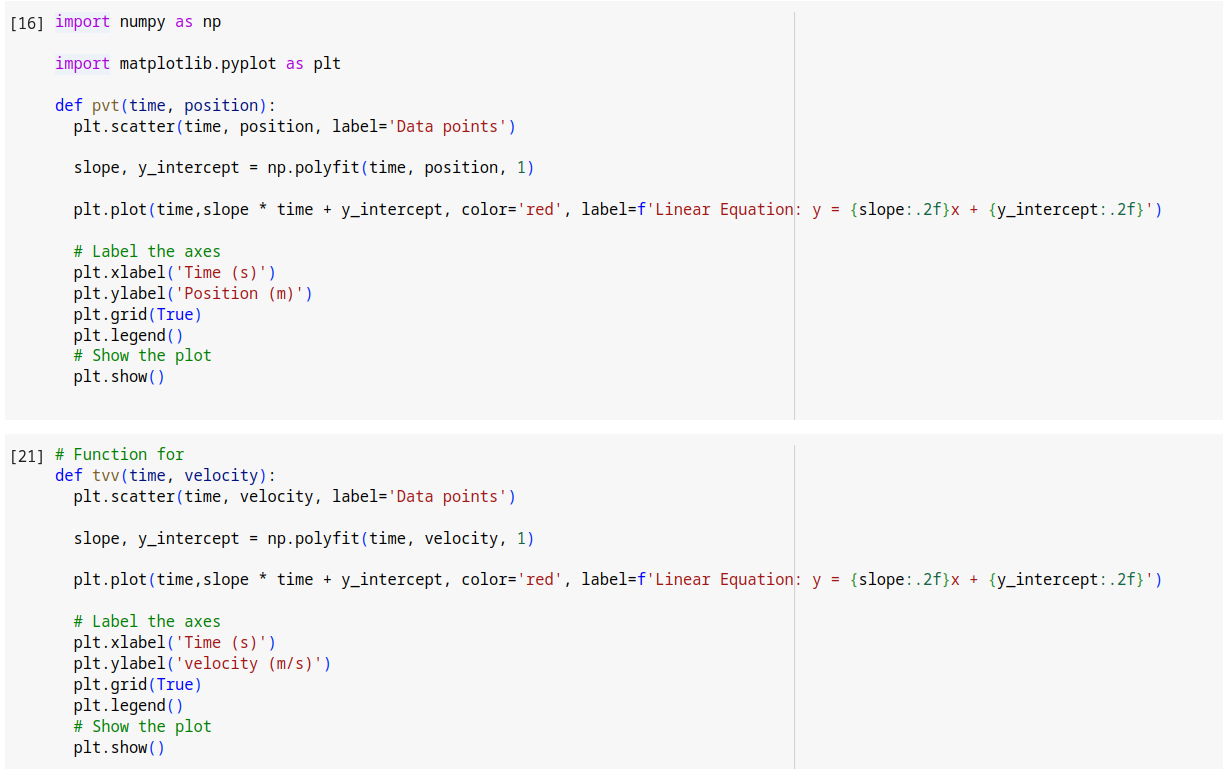 [16] import numpy as np
import matplotlib.pyplot as plt
def pvt(time, position):
  plt.scatter(time, position, label='Data points')
  slope, y_intercept = np.polyfit(time, position, 1)
  plt.plot(time,slope * time + y_intercept, color='red', label=f'Linear Equation: y = {slope:.2f}x + {y_intercept:.2f}')
  # Label the axes
  plt.xlabel('Time (s)')
  plt.ylabel('Position (m)')
  plt.grid(True)
  plt.legend()
  # Show the plot
  plt.show()
[21] # Function for
def tvv(time, velocity):
  plt.scatter(time, velocity, label='Data points')
  slope, y_intercept = np.polyfit(time, velocity, 1)
  plt.plot(time,slope * time + y_intercept, color='red', label=f'Linear Equation: y = {slope:.2f}x + {y_intercept:.2f}')
  # Label the axes
  plt.xlabel('Time (s)')
  plt.ylabel('velocity (m/s)')
  plt.grid(True)
  plt.legend()
  # Show the plot
  plt.show()